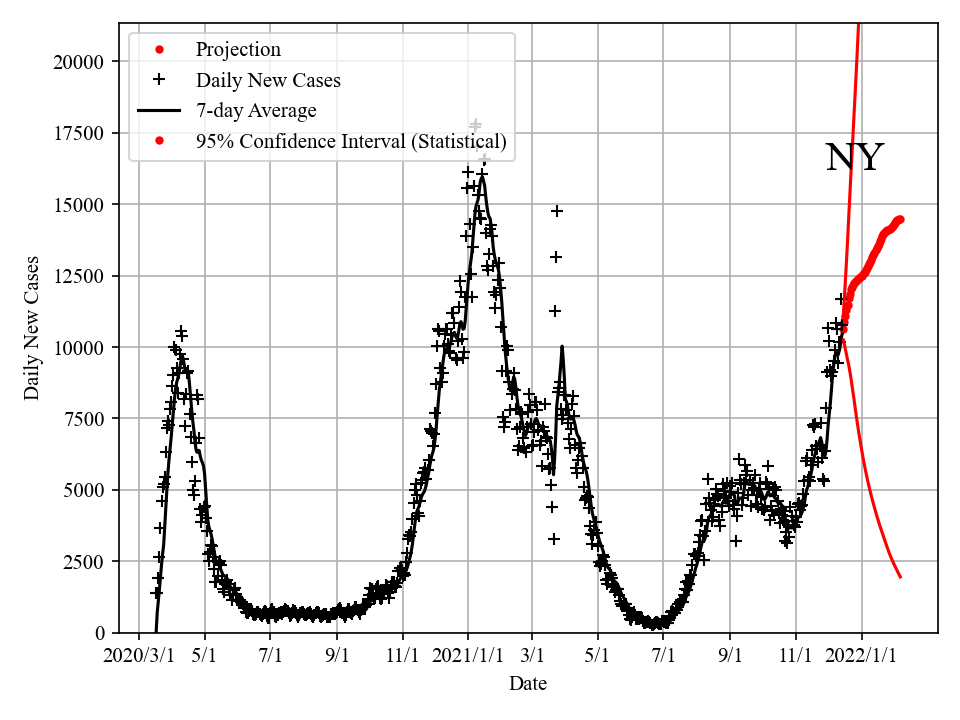 20000
17500
15000
12500
10000
7500
5000
2500
0
Daily New Cases
Projection
Daily New Cases
7-day Average
95% Confidence Interval (Statistical)
NY
2020/3/1 5/1 7/1 9/1 11/1 2021/1/1 3/1 5/1 7/1 9/1 11/1 2022/1/1
Date